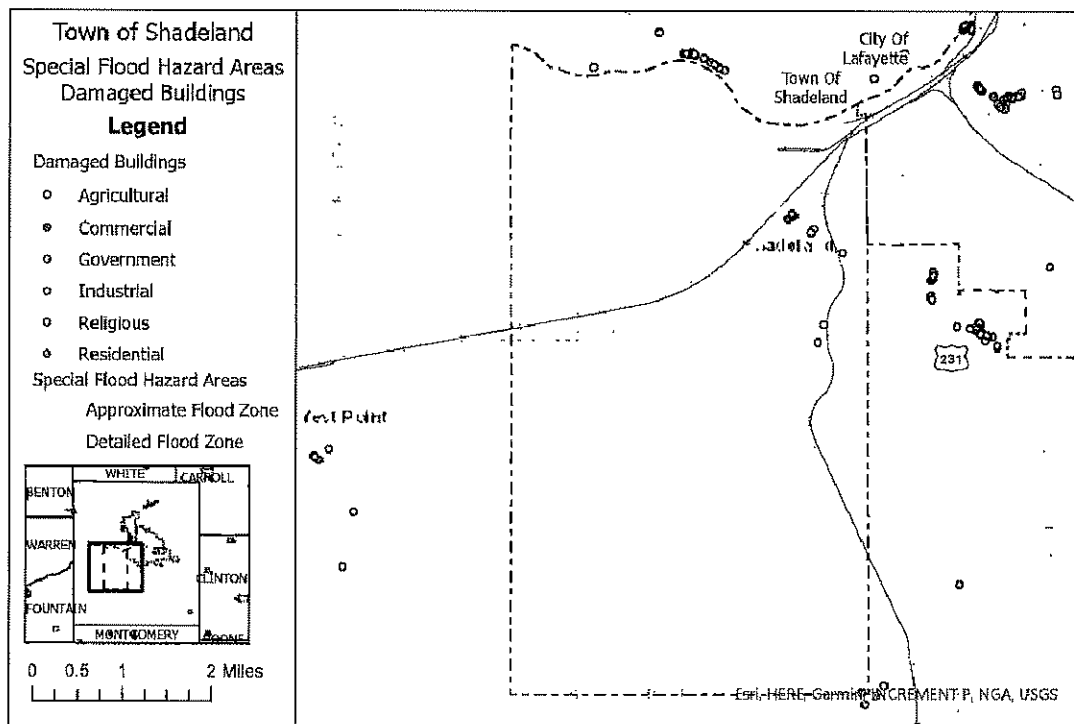 Town of Shadeland
Special Flood Hazard Areas
Damaged Buildings
Legend
Damaged Buildings
Agricultural
Commercial
Government
Industrial
Religious
Residential
Special Flood Hazard Areas
Approximate Flood Zone
Detailed Flood Zone
WHITE
CARROLL
BENTON
WARREN
CLINTON
FOUNTAIN
MONTGOMERY
BOONE
0 0.5 1 2 Miles
City Of
Lafayette
Town Of
Shadeland
231
Point
Esri, HERE, Garmin, INCREMENT P, NGA, USGS